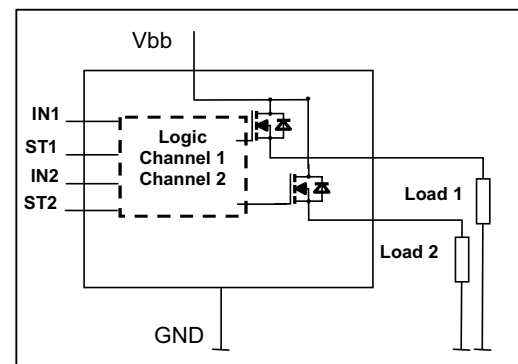 Vbb
IN1
ST1
IN2
ST2
Logic
Channel 1
Channel 2
Load 1
Load 2
GND